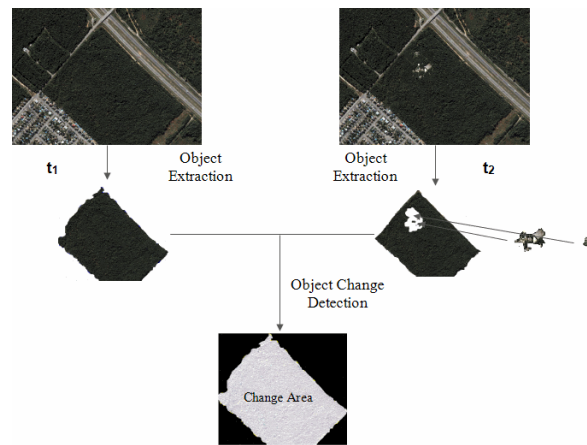 t1
Object
Extraction
Object
Extraction
t2
Object Change
Detection
Change Area